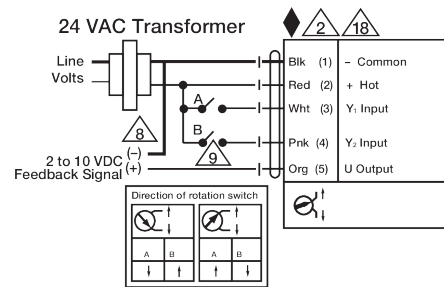 24 VAC Transformer
2 18
Line
Volts
Blk (1) – Common
Red (2) + Hot
A
Wht (3) Y₁ Input
B
Pnk (4) Y₂ Input
8
9
2 to 10 VDC (–)
Feedback Signal (+)
Org (5) U Output
Direction of rotation switch
A B A B